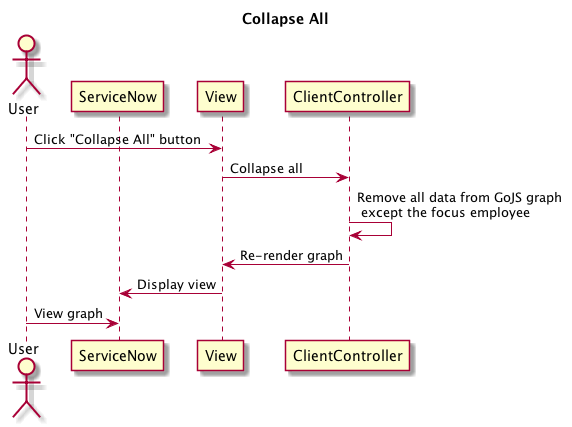 Collapse All
User
ServiceNow
View
ClientController
Click "Collapse All" button
Collapse all
Remove all data from GoJS graph
except the focus employee
Re-render graph
Display view
View graph
User
ServiceNow
View
ClientController